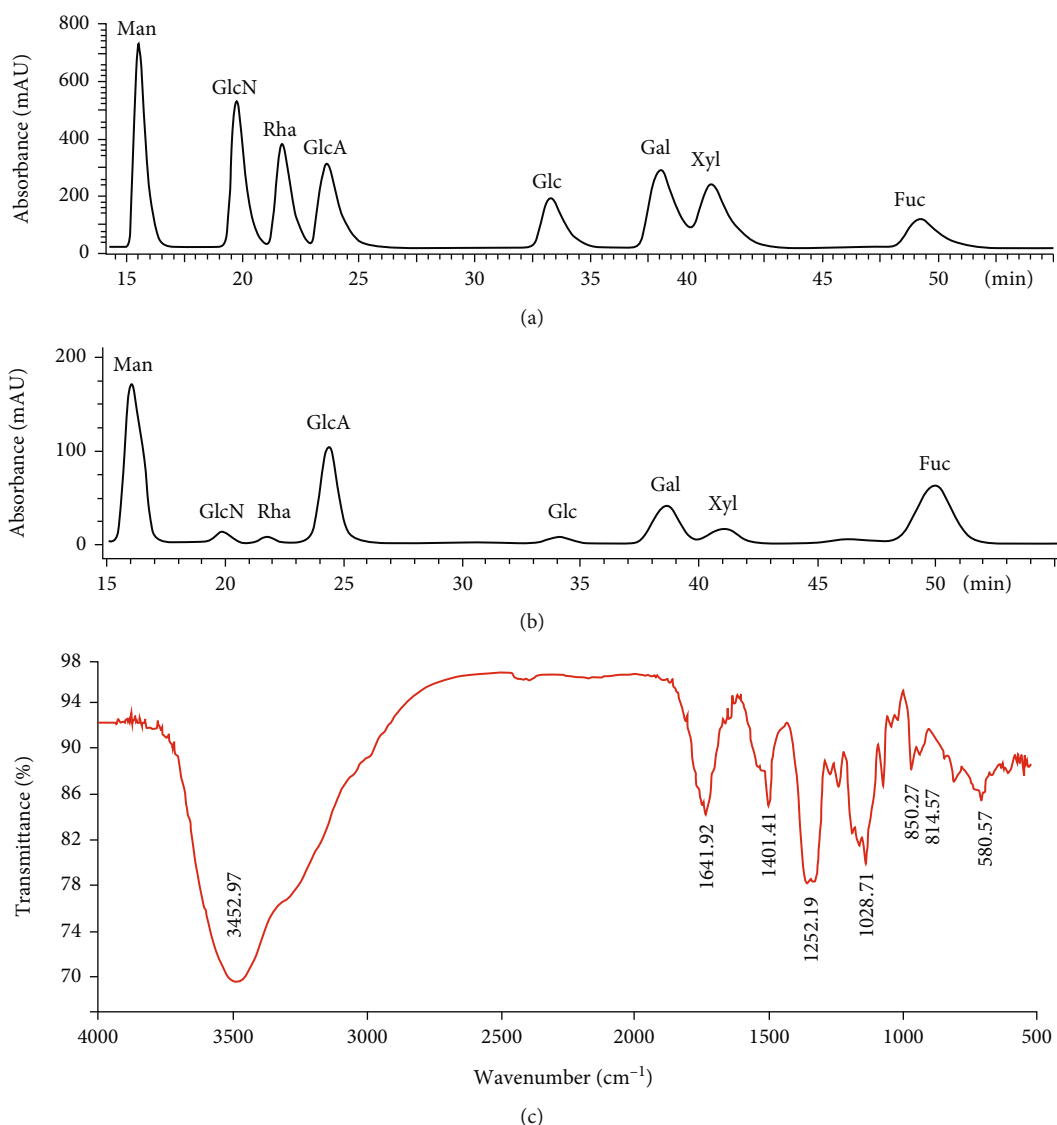 Absorbance (mAU)
800
600
400
200
0
Man
GlcN
Rha
GlcA
Glc
Gal
Xyl
Fuc
15 20 25 30 35 40 45 50 (min)
(a)
Absorbance (mAU)
200
100
0
Man
GlcN
Rha
GlcA
Glc
Gal
Xyl
Fuc
15 20 25 30 35 40 45 50 (min)
(b)
Transmittance (%)
98
94
90
86
82
78
74
70
3452.97
1641.92
1401.41
1252.19
1028.71
850.27
814.57
580.57
4000 3500 3000 2500 2000 1500 1000 500
Wavenumber (cm⁻¹)
(c)